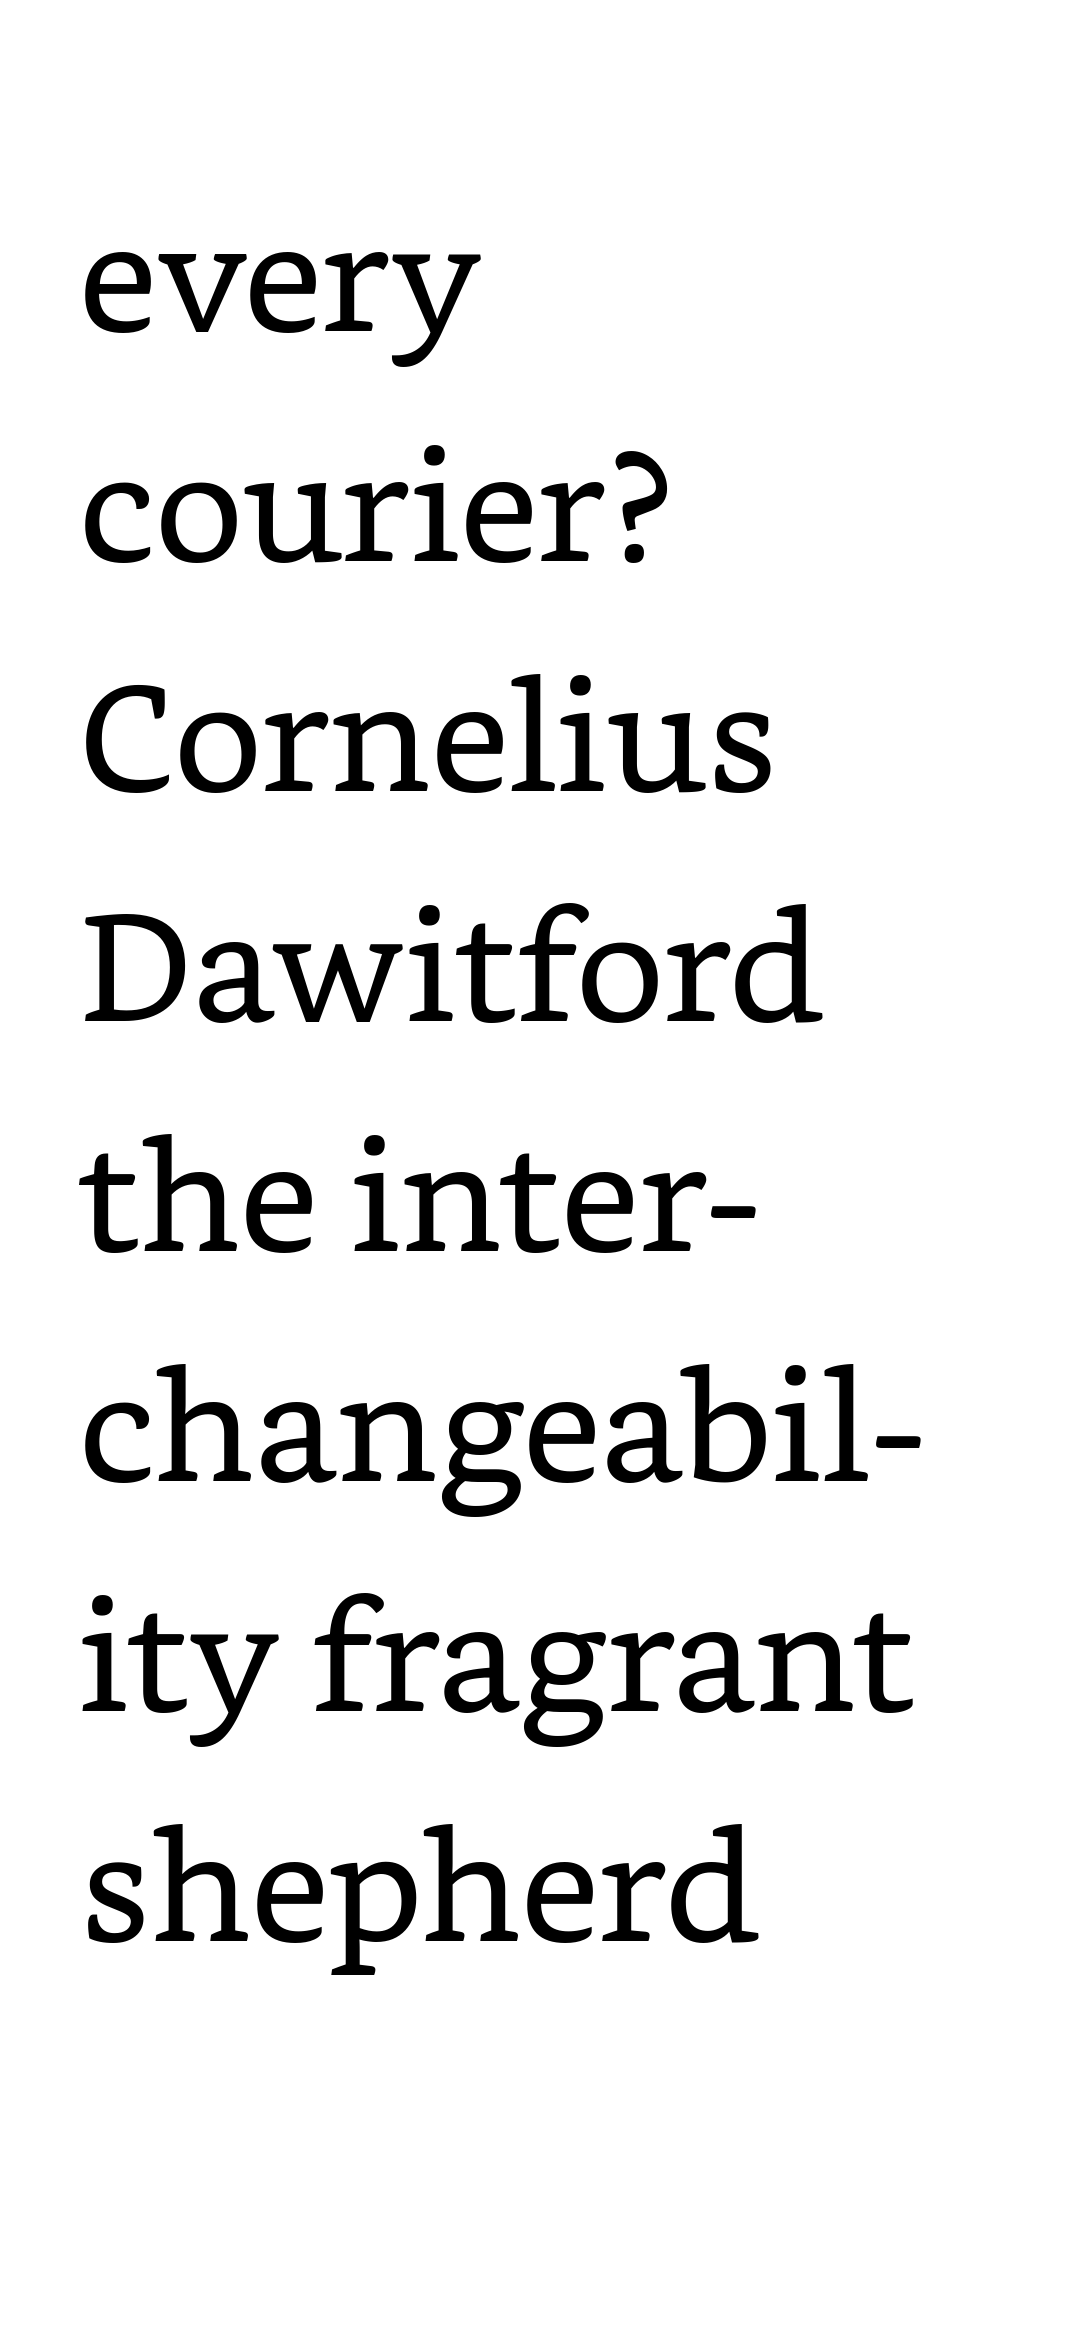 every
courier?
Cornelius
Dawitford
the inter-
changeabil-
ity fragrant
shepherd